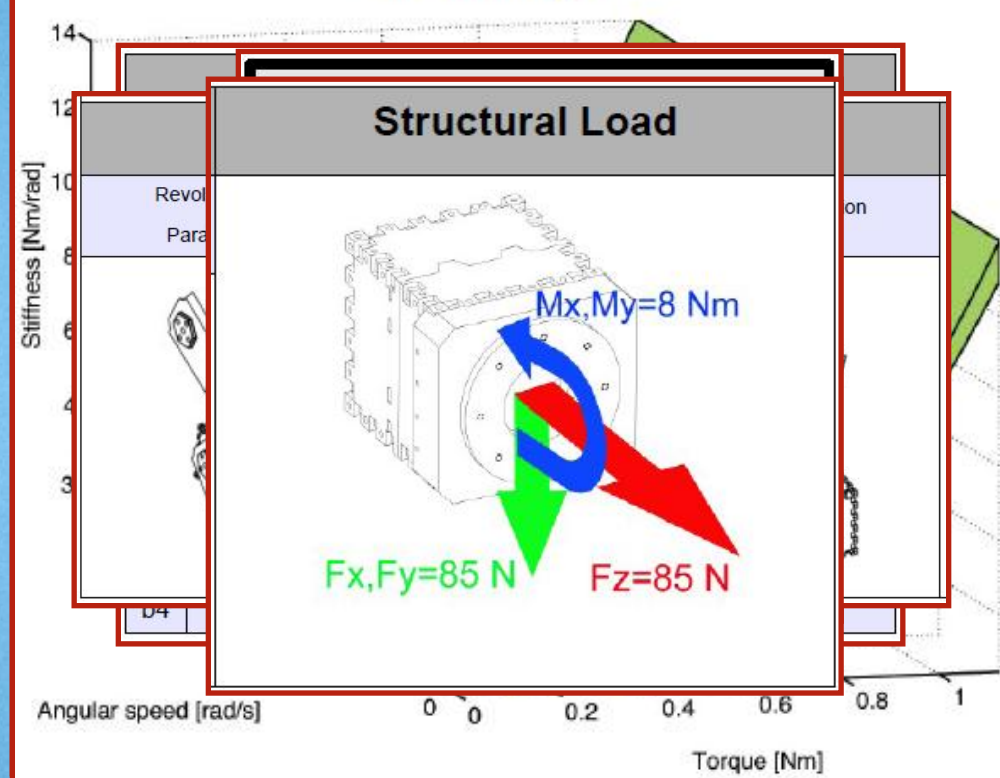 14
12
Structural Load
10
Stiffness [Nm/rad]
Mx,My=8 Nm
8
6
4
3
Fx,Fy=85 N
Fz=85 N
b4
Angular speed [rad/s]
0
0
0.2
0.4
0.6
0.8
1
Torque [Nm]